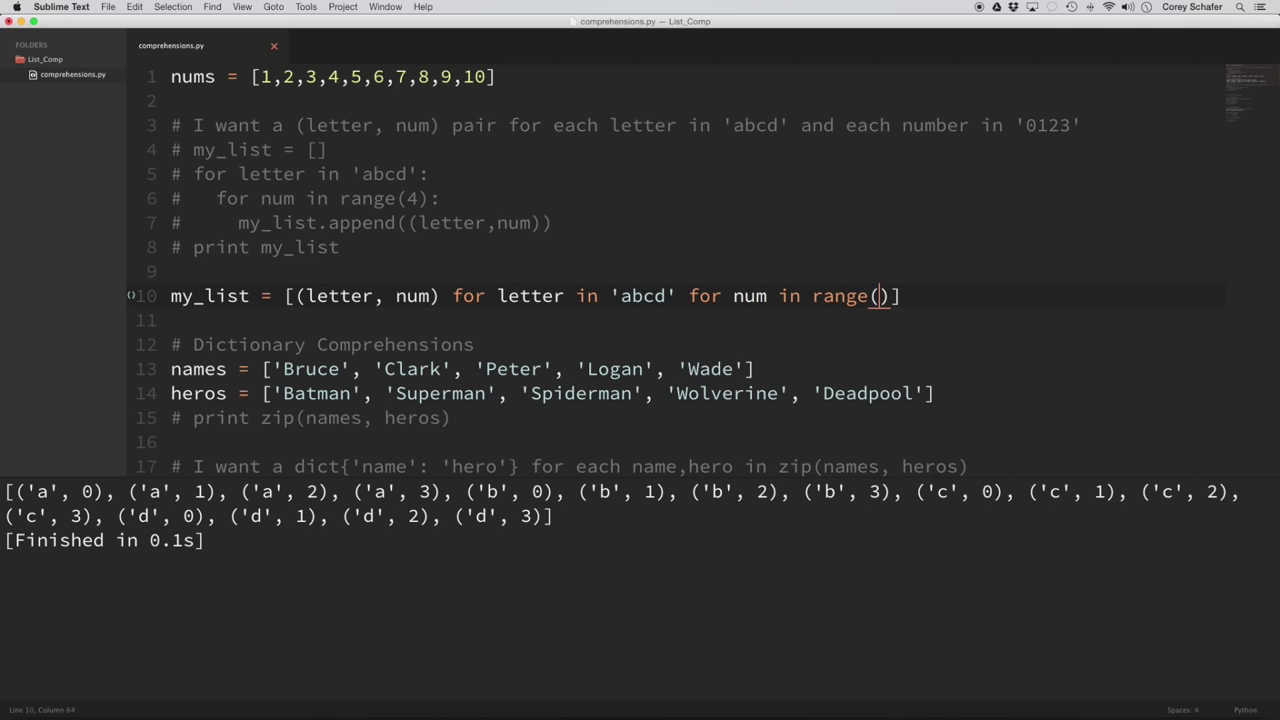 Sublime Text File Edit Selection Find View Goto Tools Project Window Help Corey Schafer
comprehensions.py — List_Comp
FOLDERS
List_Comp
comprehensions.py
comprehensions.py
1 nums = [1,2,3,4,5,6,7,8,9,10]
2
3 # I want a (letter, num) pair for each letter in 'abcd' and each number in '0123'
4 # my_list = []
5 # for letter in 'abcd':
6 #   for num in range(4):
7 #     my_list.append((letter,num))
8 # print my_list
9
10 my_list = [(letter, num) for letter in 'abcd' for num in range()]
11
12 # Dictionary Comprehensions
13 names = ['Bruce', 'Clark', 'Peter', 'Logan', 'Wade']
14 heros = ['Batman', 'Superman', 'Spiderman', 'Wolverine', 'Deadpool']
15 # print zip(names, heros)
16
17 # I want a dict{'name': 'hero'} for each name,hero in zip(names, heros)
[('a', 0), ('a', 1), ('a', 2), ('a', 3), ('b', 0), ('b', 1), ('b', 2), ('b', 3), ('c', 0), ('c', 1), ('c', 2),
('c', 3), ('d', 0), ('d', 1), ('d', 2), ('d', 3)]
[Finished in 0.1s]
Line 10, Column 64 Spaces: 4 Python